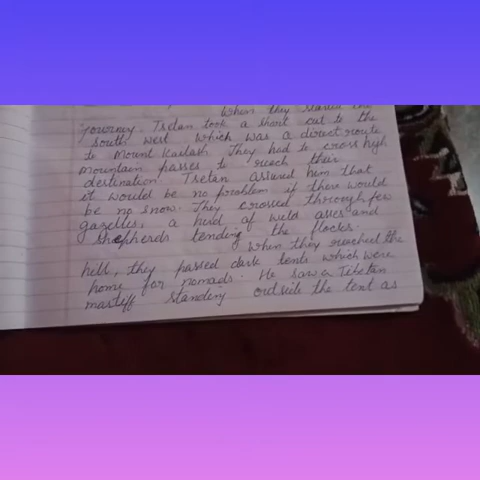 When they started the
journey. Tsetan took a short cut to the
south west which was a direct route
to Mount Kailash. They had to cross high
mountain passes to reach their
destination. Tsetan assured him that
it would be no problem if there would
be no snow. They crossed through few
gazelles, a herd of wild asses and
shepherds tending the flocks.
When they reached the
hill, they passed dark tents which were
home for nomads. He saw a Tibetan
mastiff standing outside the tent as